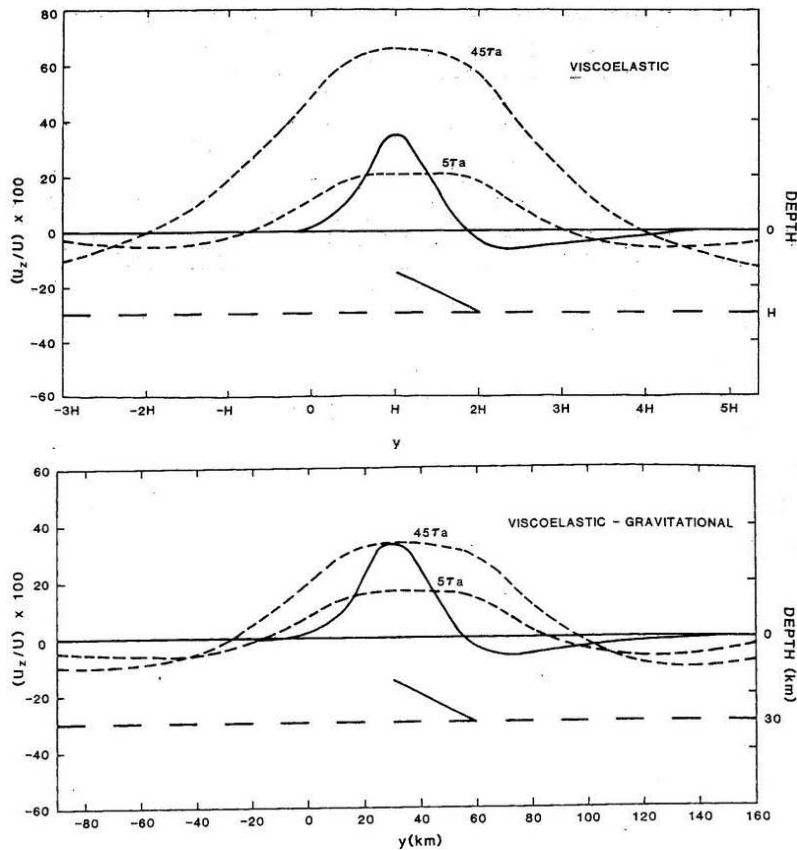 80
60
40
20
0
-20
-40
-60
(Uz/U) x 100
45τa
VISCOELASTIC
5τa
0
DEPTH
H
-3H -2H -H 0 H 2H 3H 4H 5H
y
60
40
20
0
-20
-40
-60
(Uz/U) x 100
45τa
VISCOELASTIC - GRAVITATIONAL
5τa
0
DEPTH (km)
30
-80 -60 -40 -20 0 20 40 60 80 100 120 140 160
y(km)